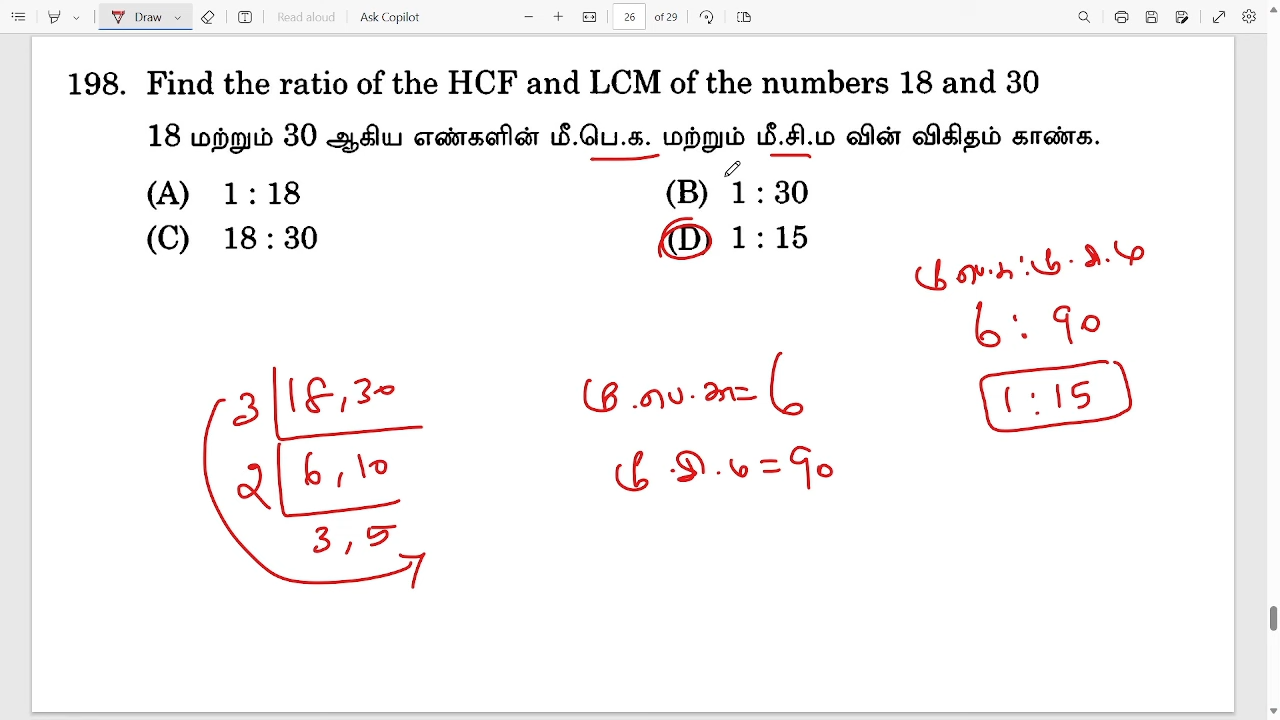 Draw
Read aloud
Ask Copilot
26 of 29
198. Find the ratio of the HCF and LCM of the numbers 18 and 30
18 மற்றும் 30 ஆகிய எண்களின் மீ.பெ.க. மற்றும் மீ.சி.ம வின் விகிதம் காண்க.
(A) 1 : 18
(B) 1 : 30
(C) 18 : 30
(D) 1 : 15
மீ.பெ.க : மீ.சி.ம
6 : 90
1 : 15
3 18, 30
2 6, 10
3, 5
மீ.பெ.க = 6
மீ.சி.ம = 90